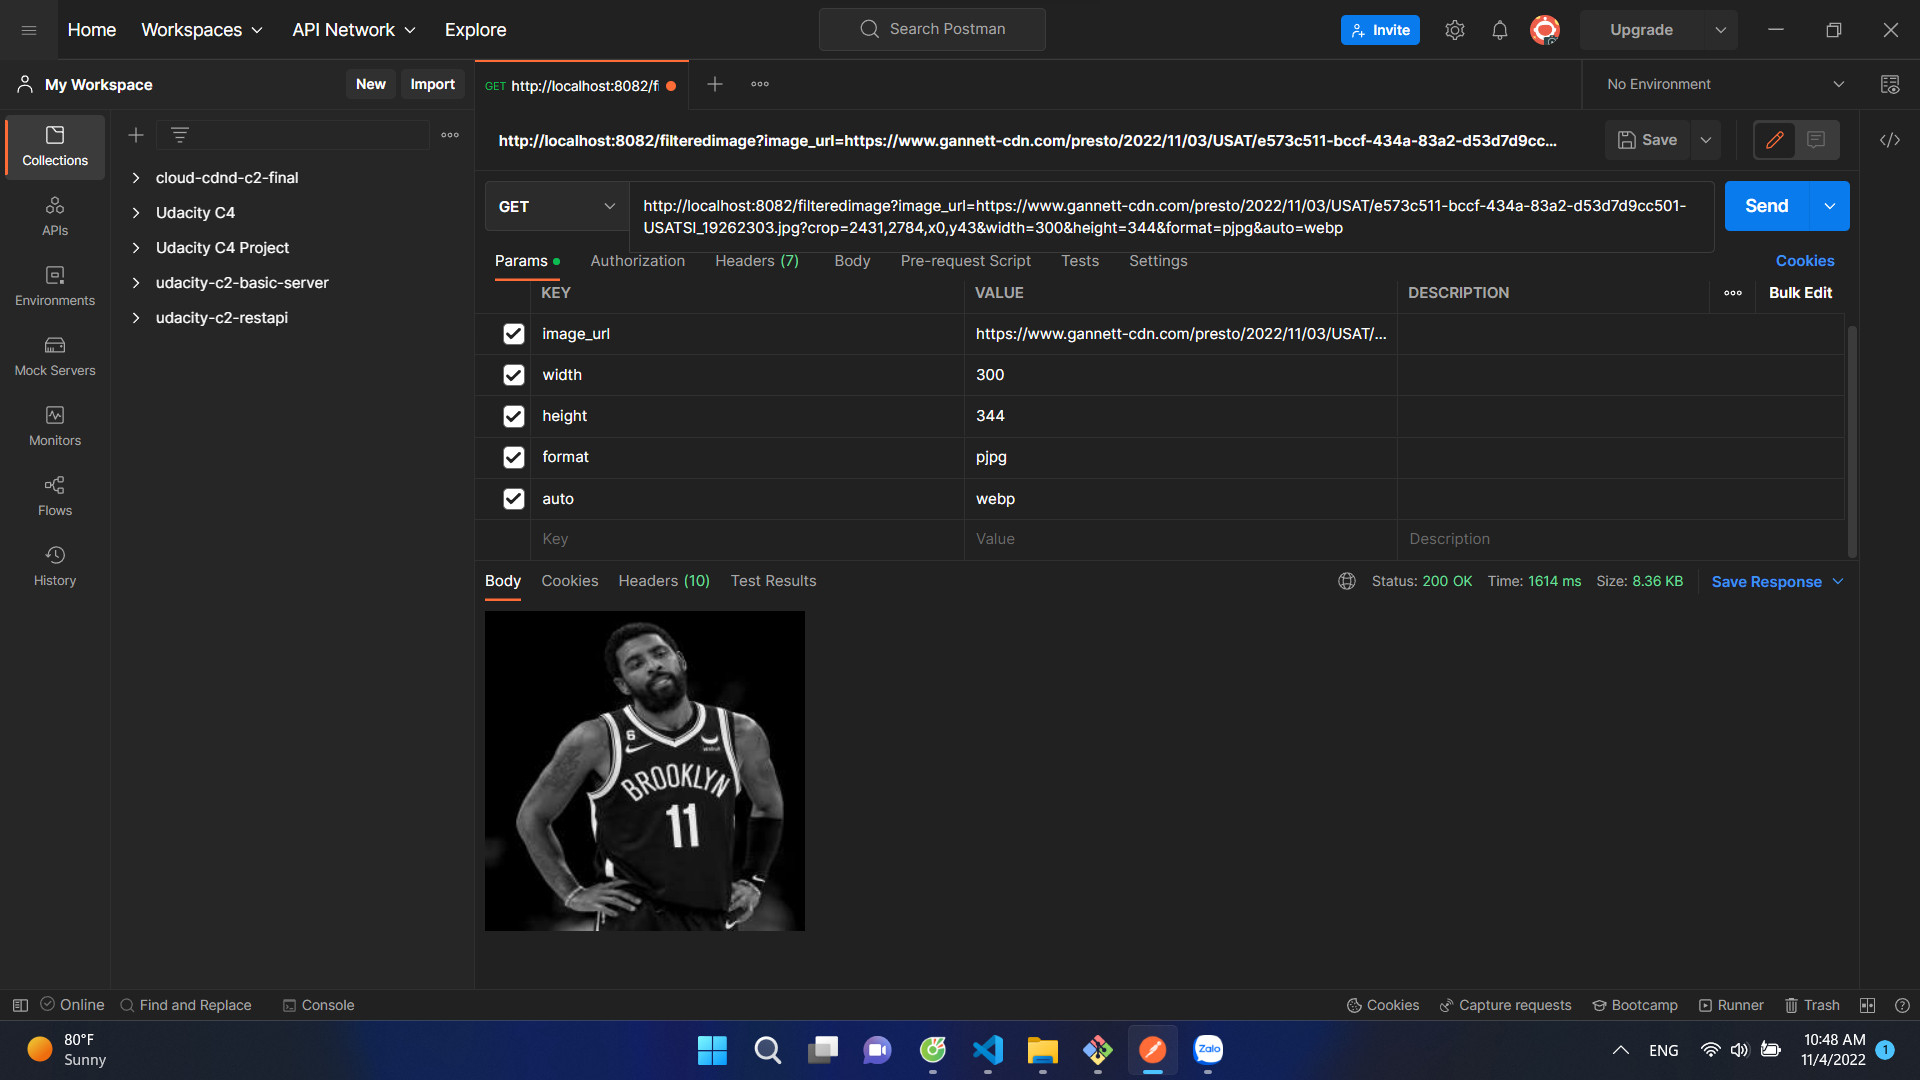 Home
Workspaces
API Network
Explore
Search Postman
Invite
Upgrade
My Workspace
New
Import
GET http://localhost:8082/fi
No Environment
Collections
APIs
Environments
Mock Servers
Monitors
Flows
History
cloud-cdnd-c2-final
Udacity C4
Udacity C4 Project
udacity-c2-basic-server
udacity-c2-restapi
http://localhost:8082/filteredimage?image_url=https://www.gannett-cdn.com/presto/2022/11/03/USAT/e573c511-bccf-434a-83a2-d53d7d9cc...
Save
GET
http://localhost:8082/filteredimage?image_url=https://www.gannett-cdn.com/presto/2022/11/03/USAT/e573c511-bccf-434a-83a2-d53d7d9cc501-
USATSI_19262303.jpg?crop=2431,2784,x0,y43&width=300&height=344&format=pjpg&auto=webp
Send
Params
Authorization
Headers (7)
Body
Pre-request Script
Tests
Settings
Cookies
KEY
VALUE
DESCRIPTION
Bulk Edit
image_url
https://www.gannett-cdn.com/presto/2022/11/03/USAT/...
width
300
height
344
format
pjpg
auto
webp
Key
Value
Description
Body
Cookies
Headers (10)
Test Results
Status: 200 OK
Time: 1614 ms
Size: 8.36 KB
Save Response
6
BROOKLYN
11
Online
Find and Replace
Console
Cookies
Capture requests
Bootcamp
Runner
Trash
80°F
Sunny
Zalo
ENG
10:48 AM
11/4/2022
1